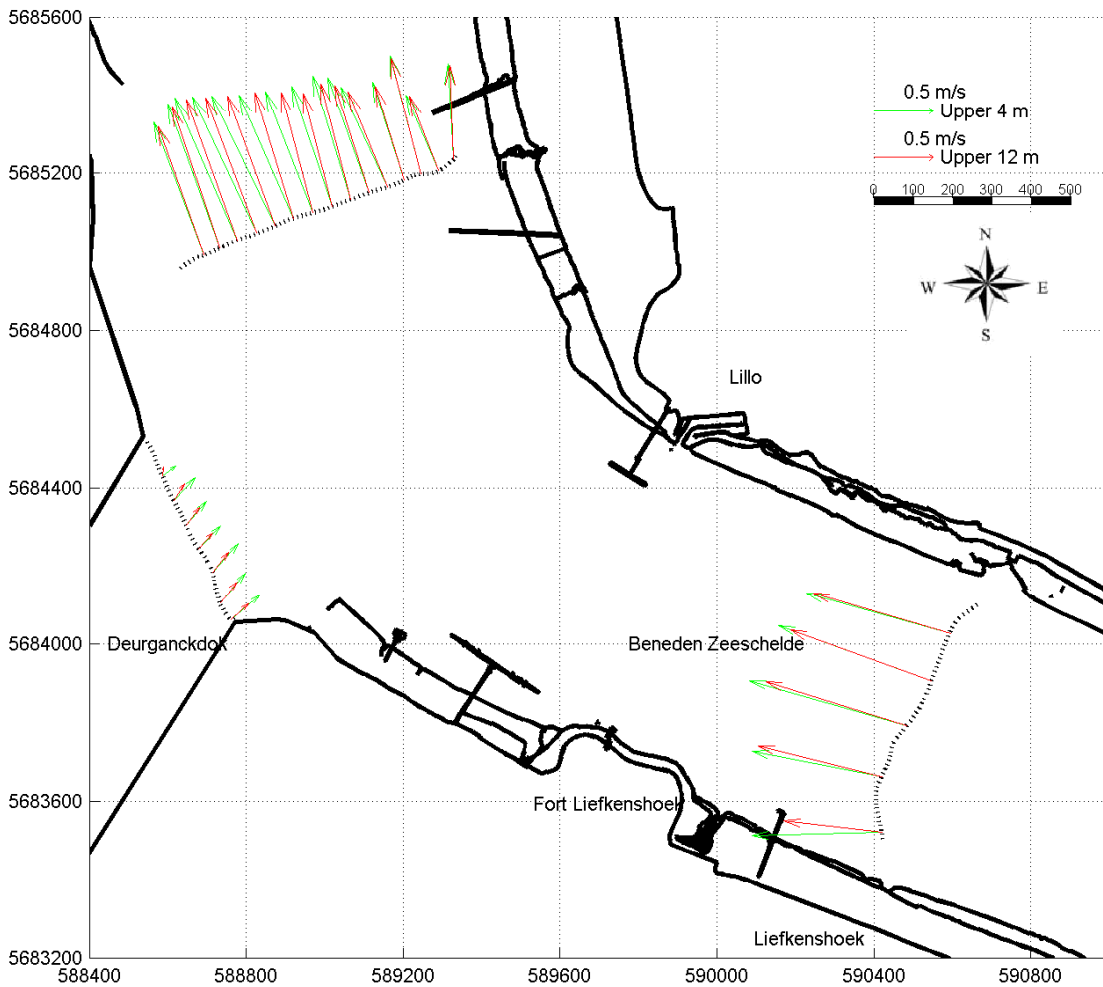 5685600
5685200
5684800
5684400
5684000
5683600
5683200
588400 588800 589200 589600 590000 590400 590800
0.5 m/s
Upper 4 m
0.5 m/s
Upper 12 m
0 100 200 300 400 500
N
W E
S
Lillo
Deurganckdok
Beneden Zeeschelde
Fort Liefkenshoek
Liefkenshoek